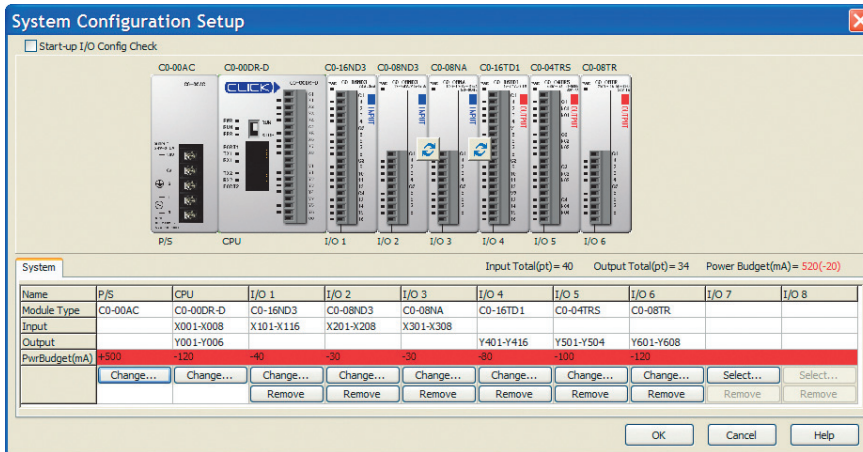 System Configuration Setup
Start-up I/O Config Check
C0-00AC C0-00DR-D C0-16ND3 C0-08ND3 C0-08NA C0-16TD1 C0-04TRS C0-08TR
CLICK
INPUT INPUT INPUT OUTPUT OUTPUT OUTPUT
P/S CPU I/O 1 I/O 2 I/O 3 I/O 4 I/O 5 I/O 6
System Input Total(pt)= 40 Output Total(pt)= 34 Power Budget(mA)= 520(-20)
Name P/S CPU I/O 1 I/O 2 I/O 3 I/O 4 I/O 5 I/O 6 I/O 7 I/O 8
Module Type C0-00AC C0-00DR-D C0-16ND3 C0-08ND3 C0-08NA C0-16TD1 C0-04TRS C0-08TR
Input X001-X008 X101-X116 X201-X208 X301-X308
Output Y001-Y006 Y401-Y416 Y501-Y504 Y601-Y608
PwrBudget(mA) +500 -120 -40 -30 -30 -80 -100 -120
Change... Change... Change... Change... Change... Change... Change... Change... Select... Select...
Remove Remove Remove Remove Remove Remove Remove Remove
OK Cancel Help